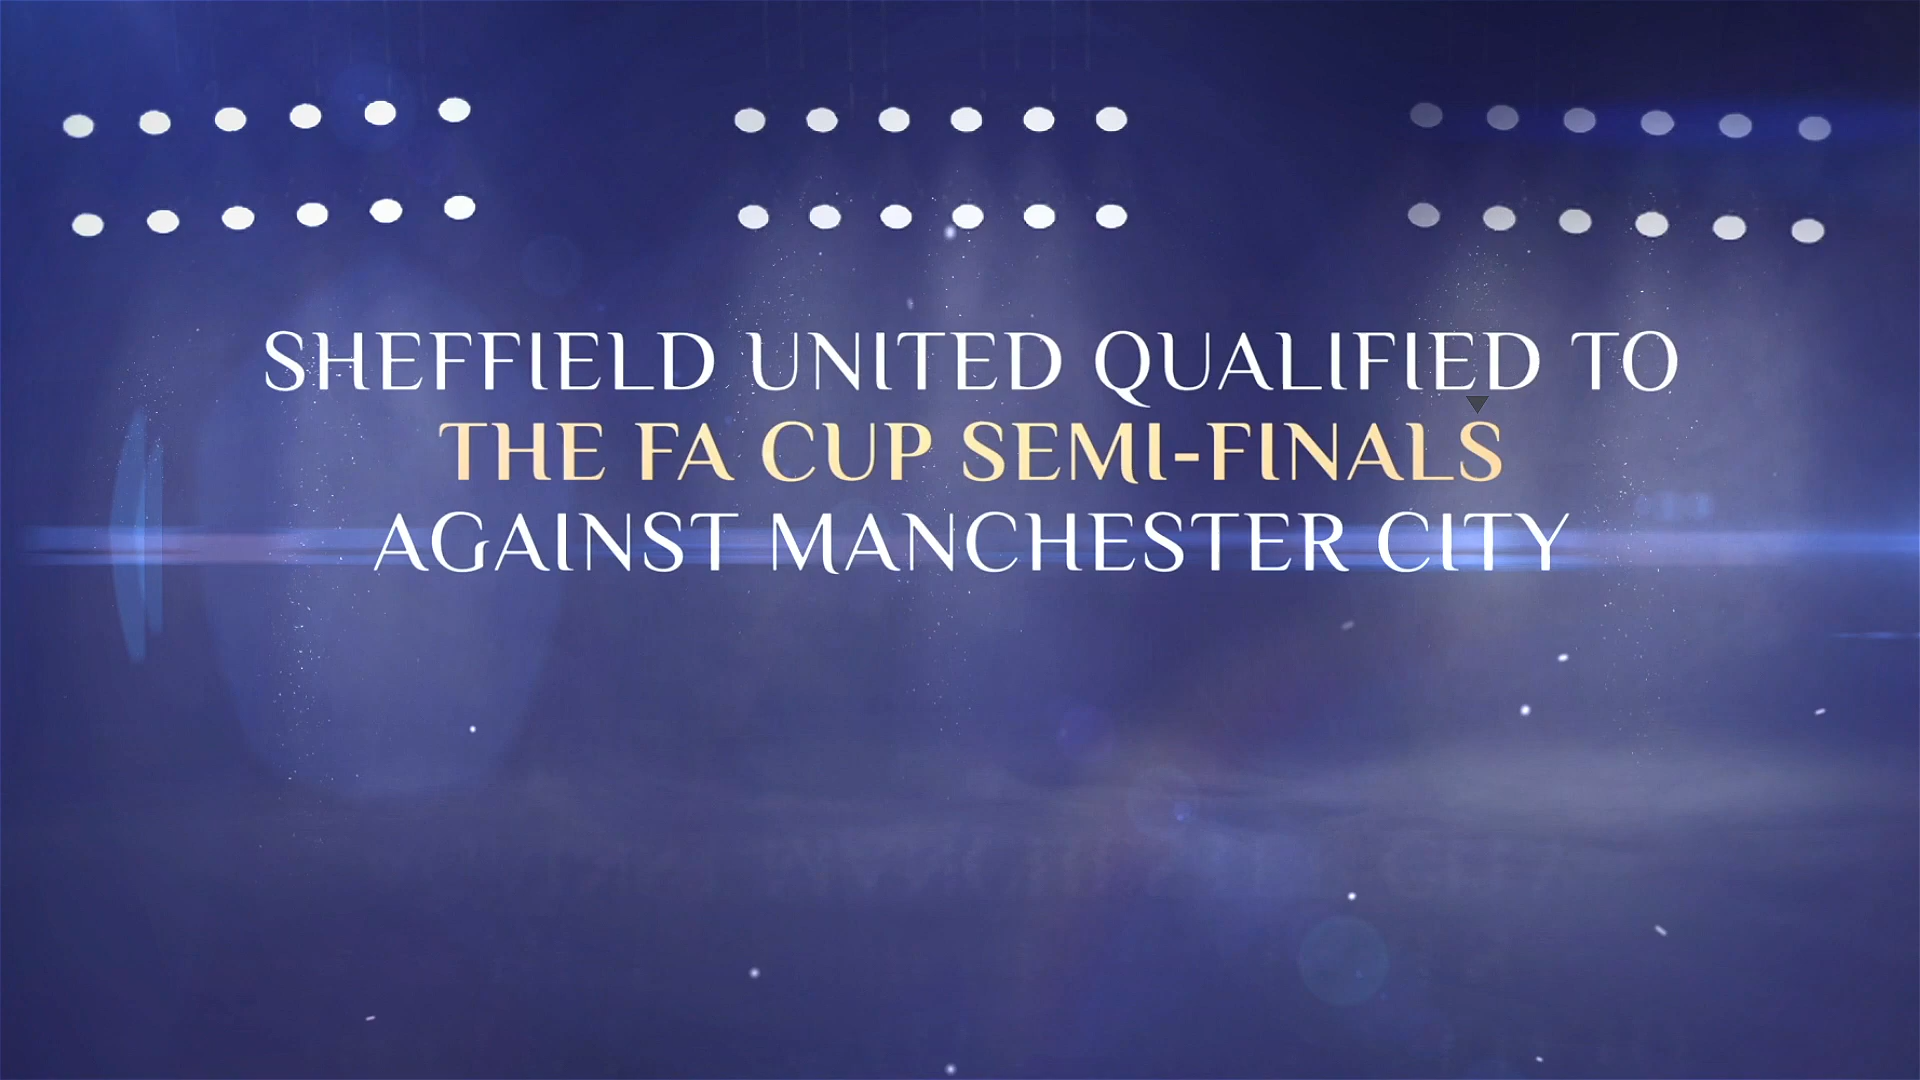 SHEFFIELD UNITED QUALIFIED TO
THE FA CUP SEMI-FINALS
AGAINST MANCHESTER CITY